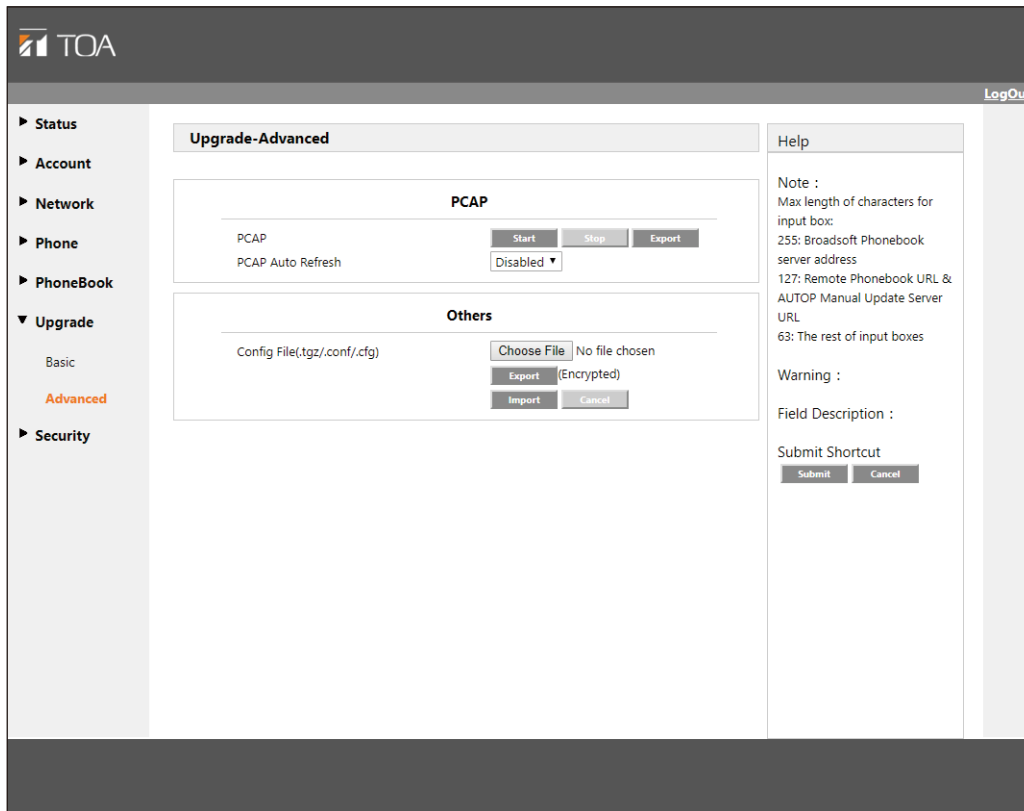 TOA
LogOu
Status
Account
Network
Phone
PhoneBook
Upgrade
Basic
Advanced
Security
Upgrade-Advanced
PCAP
PCAP Start Stop Export
PCAP Auto Refresh Disabled
Others
Config File(.tgz/.conf/.cfg) Choose File No file chosen
Export (Encrypted)
Import Cancel
Help
Note :
Max length of characters for
input box:
255: Broadsoft Phonebook
server address
127: Remote Phonebook URL &
AUTOP Manual Update Server
URL
63: The rest of input boxes
Warning :
Field Description :
Submit Shortcut
Submit Cancel